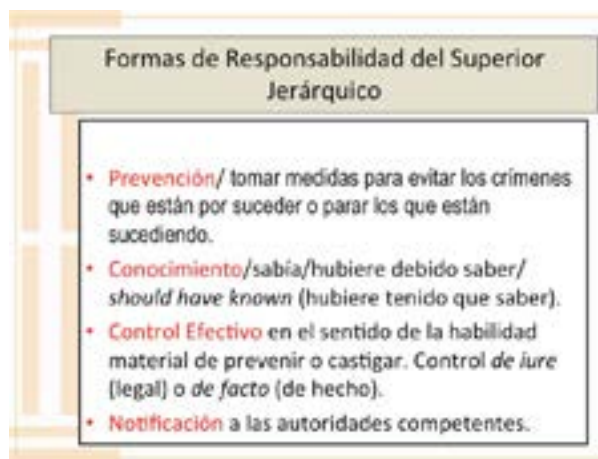 Formas de Responsabilidad del Superior
Jerárquico
• Prevención/ tomar medidas para evitar los crímenes
que están por suceder o parar los que están
sucediendo.
• Conocimiento/sabía/hubiere debido saber/
should have known (hubiere tenido que saber).
• Control Efectivo en el sentido de la habilidad
material de prevenir o castigar. Control de iure
(legal) o de facto (de hecho).
• Notificación a las autoridades competentes.